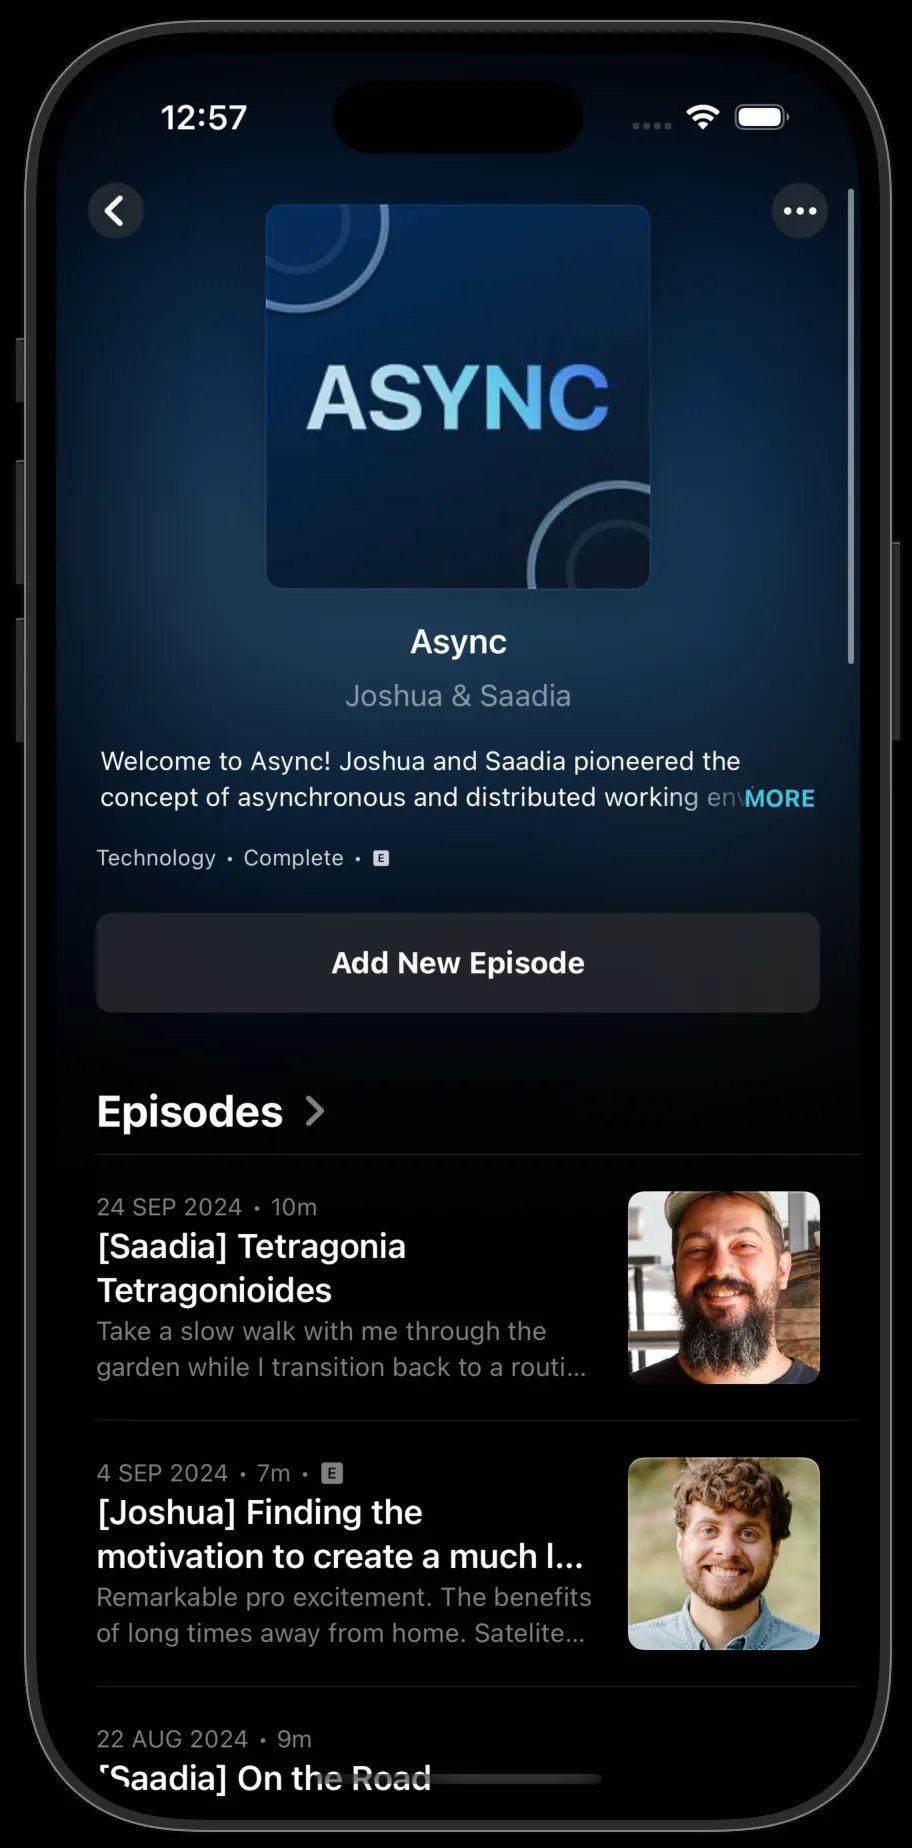 12:57
ASYNC
Async
Joshua & Saadia
Welcome to Async! Joshua and Saadia pioneered the
concept of asynchronous and distributed working env MORE
Technology • Complete • E
Add New Episode
Episodes
24 SEP 2024 • 10m
[Saadia] Tetragonia
Tetragonioides
Take a slow walk with me through the
garden while I transition back to a routi...
4 SEP 2024 • 7m • E
[Joshua] Finding the
motivation to create a much l...
Remarkable pro excitement. The benefits
of long times away from home. Satelite...
22 AUG 2024 • 9m
[Saadia] On the Road